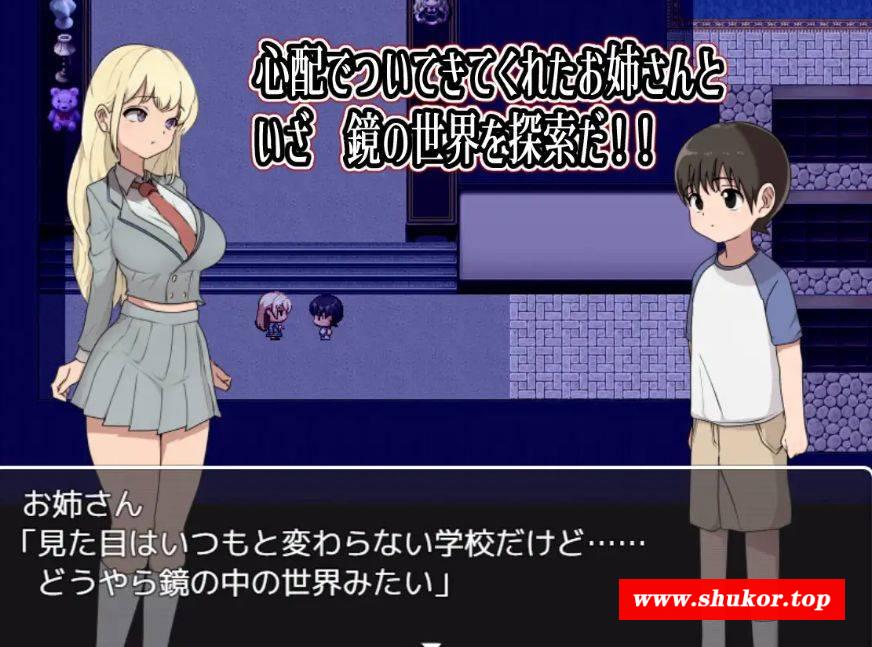 心配でついてきてくれたお姉さんと
いざ　鏡の世界を探索だ！！
お姉さん
「見た目はいつもと変わらない学校だけど……
どうやら鏡の中の世界みたい」
www.shukor.top